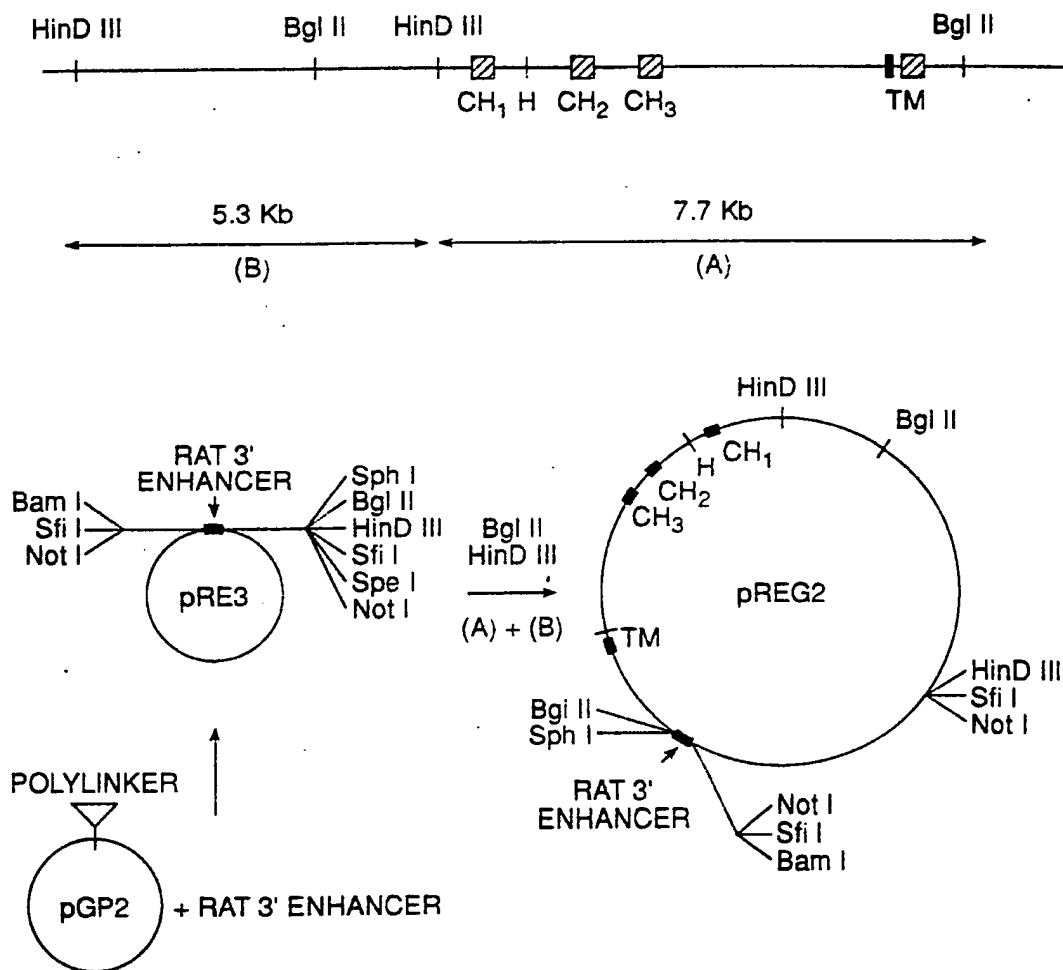 HinD III Bgl II HinD III Bgl II
CH1 H CH2 CH3 TM
5.3 Kb 7.7 Kb
(B) (A)
RAT 3'
ENHANCER
Bam I
Sfi I
Not I
Sph I
Bgl II
HinD III
Sfi I
Spe I
Not I
pRE3
Bgl II
HinD III
(A) + (B)
HinD III
Bgl II
CH1
H
CH2
CH3
pREG2
TM
HinD III
Sfi I
Not I
Bgl II
Sph I
RAT 3'
ENHANCER
Not I
Sfi I
Bam I
POLYLINKER
pGP2 + RAT 3' ENHANCER